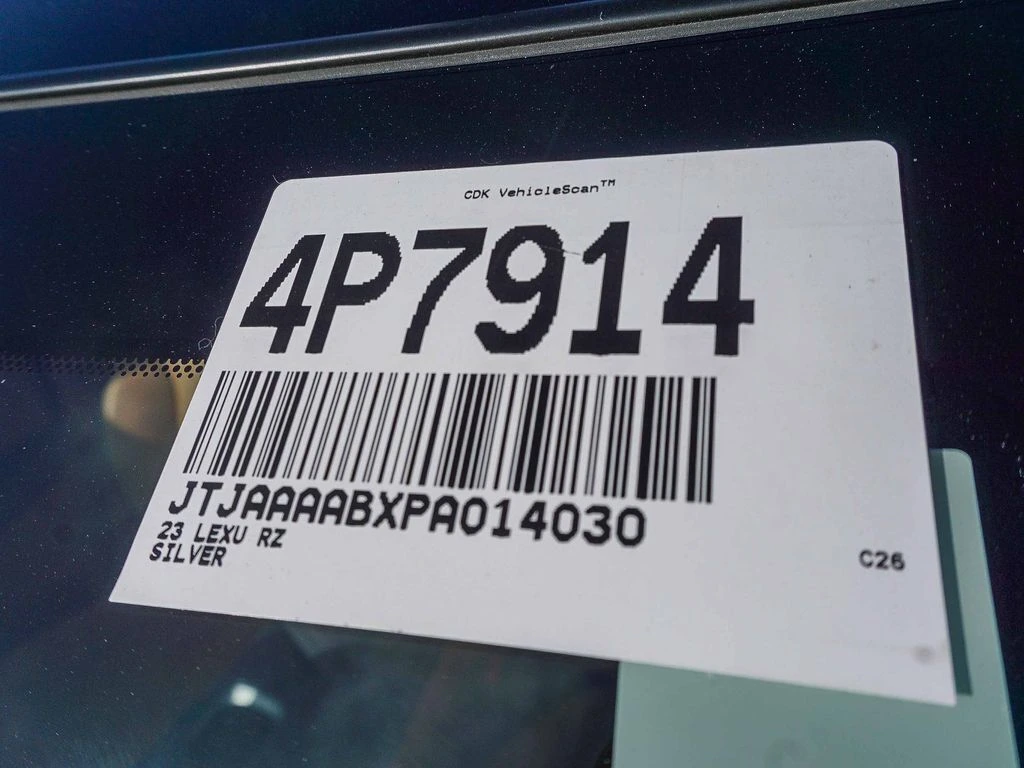 CDK VehicleScan™
4P7914
JTJAAAABXPA014030
23 LEXU RZ
SILVER
C26